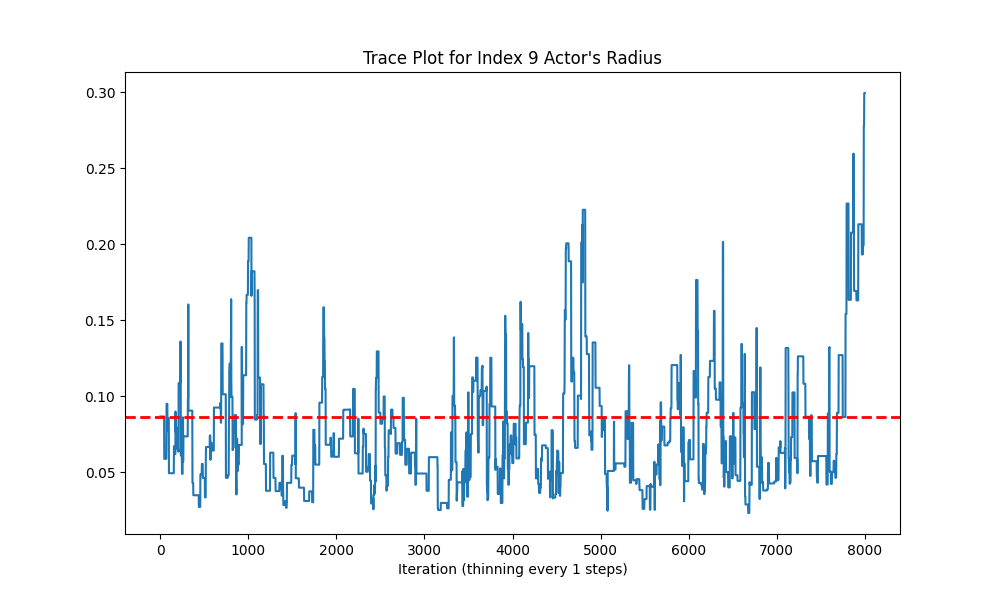 Trace Plot for Index 9 Actor's Radius
0.30
0.25
0.20
0.15
0.10
0.05
0 1000 2000 3000 4000 5000 6000 7000 8000
Iteration (thinning every 1 steps)